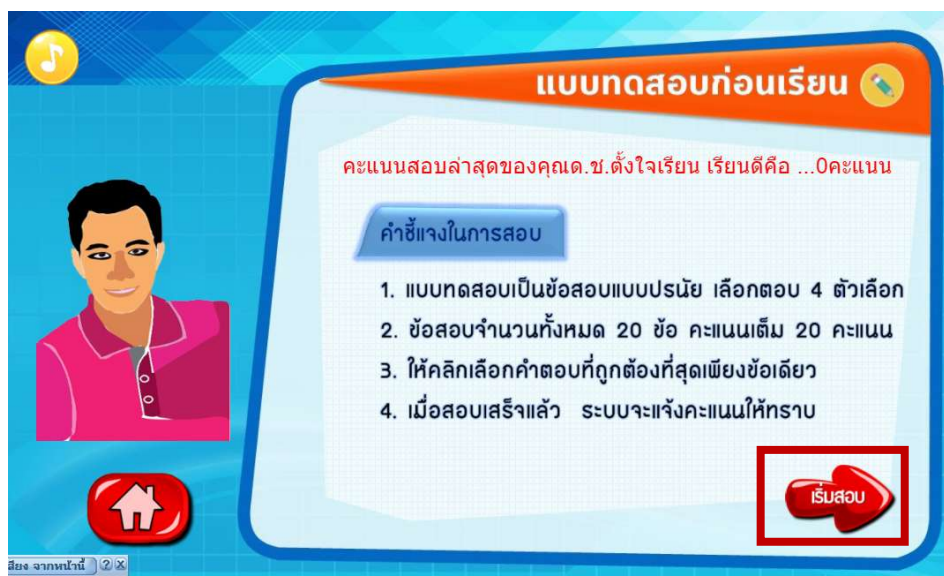 แบบทดสอบก่อนเรียน
คะแนนสอบล่าสุดของคุณด.ช.ตั้งใจเรียน เรียนดีคือ ...0คะแนน
คำชี้แจงในการสอบ
1. แบบทดสอบเป็นข้อสอบแบบปรนัย เลือกตอบ 4 ตัวเลือก
2. ข้อสอบจำนวนทั้งหมด 20 ข้อ คะแนนเต็ม 20 คะแนน
3. ให้คลิกเลือกคำตอบที่ถูกต้องที่สุดเพียงข้อเดียว
4. เมื่อสอบเสร็จแล้ว ระบบจะแจ้งคะแนนให้ทราบ
เริ่มสอบ
เสียง จากหน้านี้ ? X